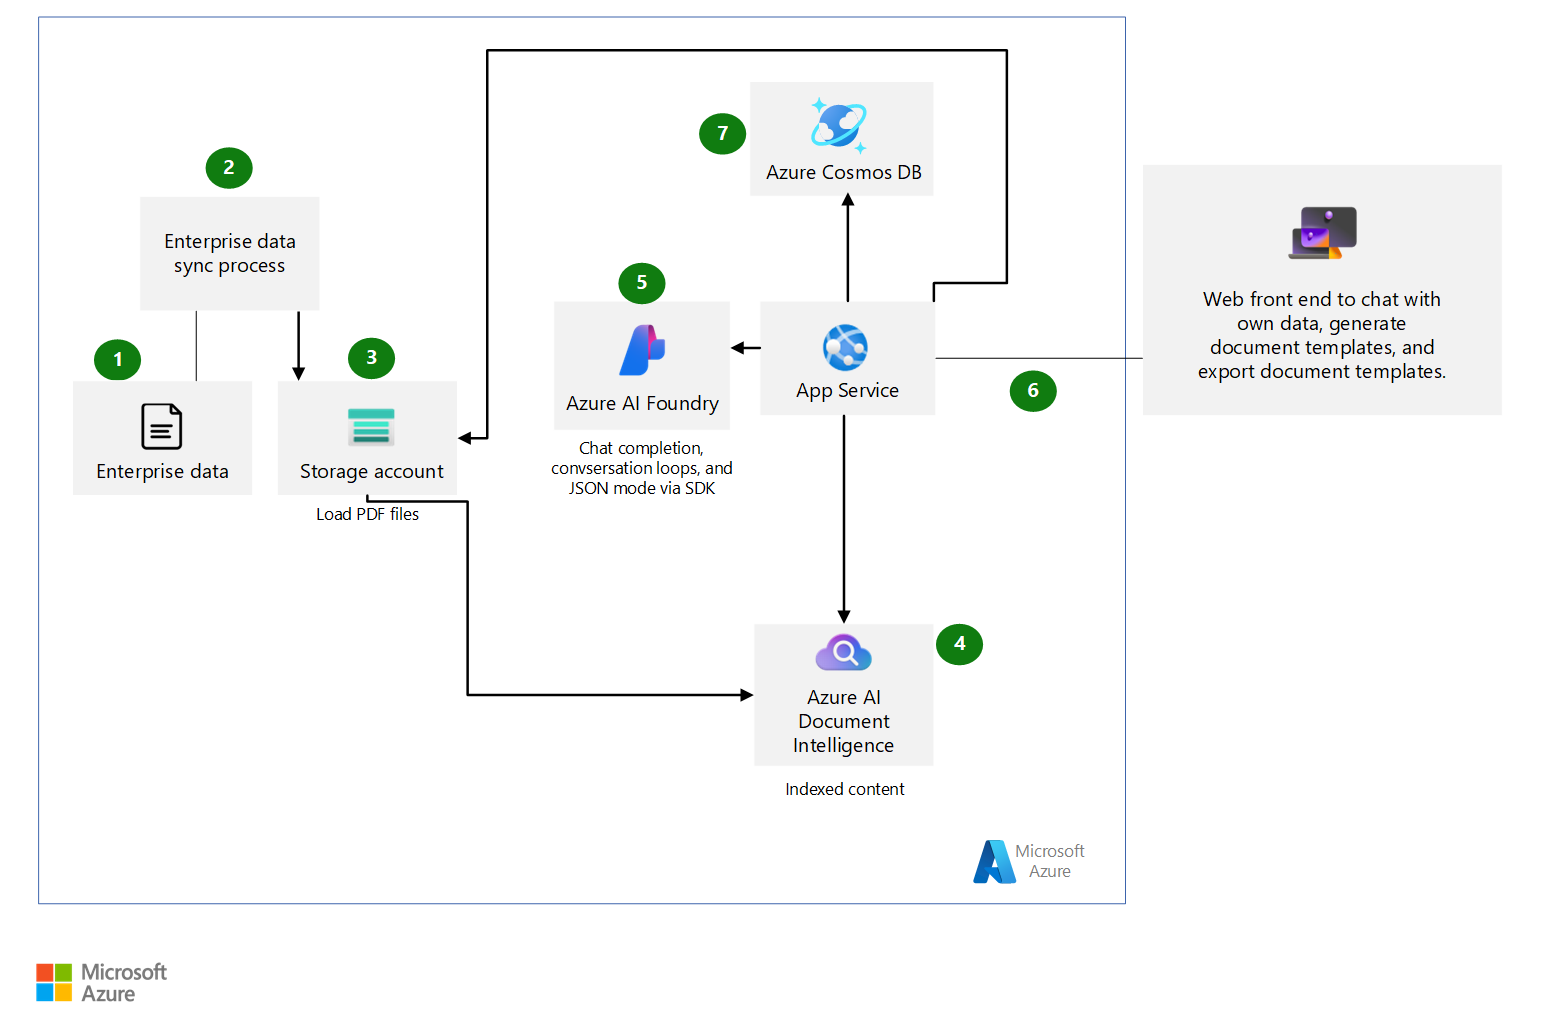 7
Azure Cosmos DB
2
Enterprise data
sync process
Web front end to chat with
own data, generate
document templates, and
export document templates.
5
Azure AI Foundry
Chat completion,
convsersation loops, and
JSON mode via SDK
App Service
6
1
Enterprise data
3
Storage account
Load PDF files
4
Azure AI
Document
Intelligence
Indexed content
Microsoft
Azure
Microsoft
Azure